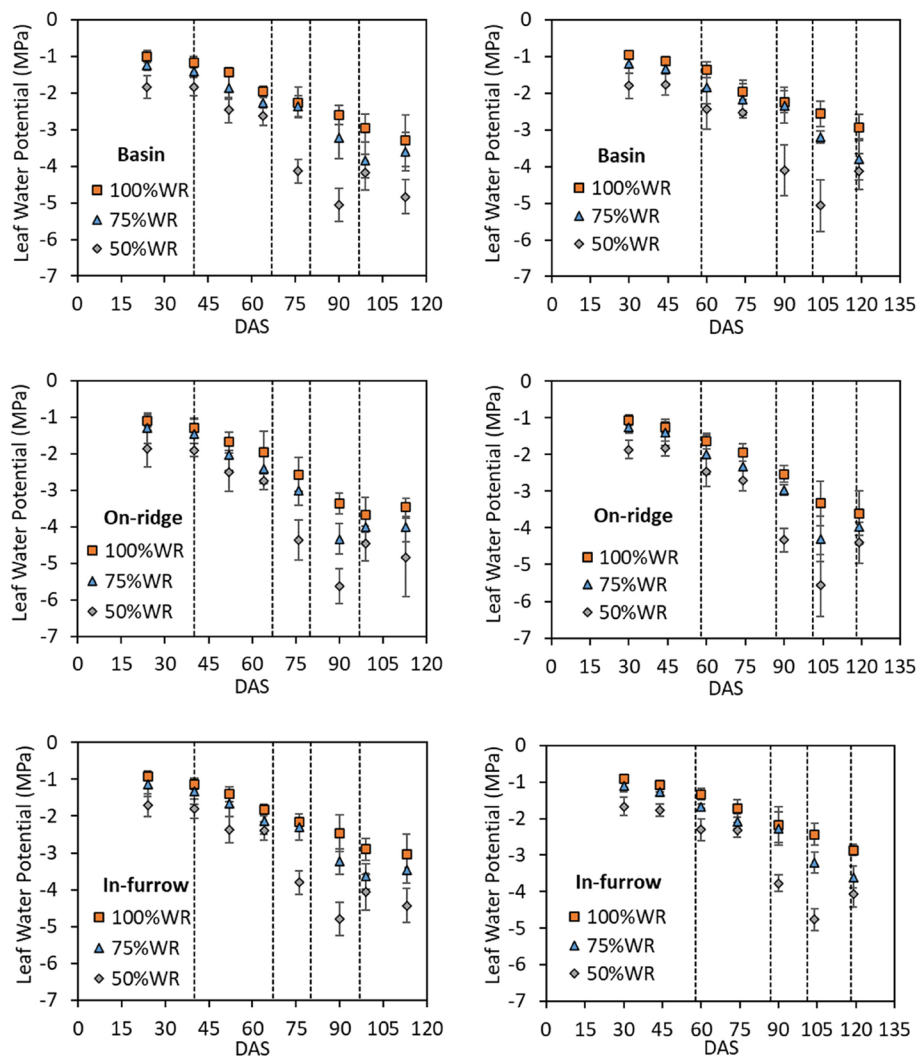 Leaf Water Potential (MPa)
0
-1
-2
-3
-4
-5
-6
-7
Basin
100%WR
75%WR
50%WR
0 15 30 45 60 75 90 105 120
DAS
Leaf Water Potential (MPa)
0
-1
-2
-3
-4
-5
-6
-7
Basin
100%WR
75%WR
50%WR
0 15 30 45 60 75 90 105 120 135
DAS
Leaf Water Potential (MPa)
0
-1
-2
-3
-4
-5
-6
-7
On-ridge
100%WR
75%WR
50%WR
0 15 30 45 60 75 90 105 120
DAS
Leaf Water Potential (MPa)
0
-1
-2
-3
-4
-5
-6
-7
On-ridge
100%WR
75%WR
50%WR
0 15 30 45 60 75 90 105 120 135
DAS
Leaf Water Potential (MPa)
0
-1
-2
-3
-4
-5
-6
-7
In-furrow
100%WR
75%WR
50%WR
0 15 30 45 60 75 90 105 120
DAS
Leaf Water Potential (MPa)
0
-1
-2
-3
-4
-5
-6
-7
In-furrow
100%WR
75%WR
50%WR
0 15 30 45 60 75 90 105 120 135
DAS